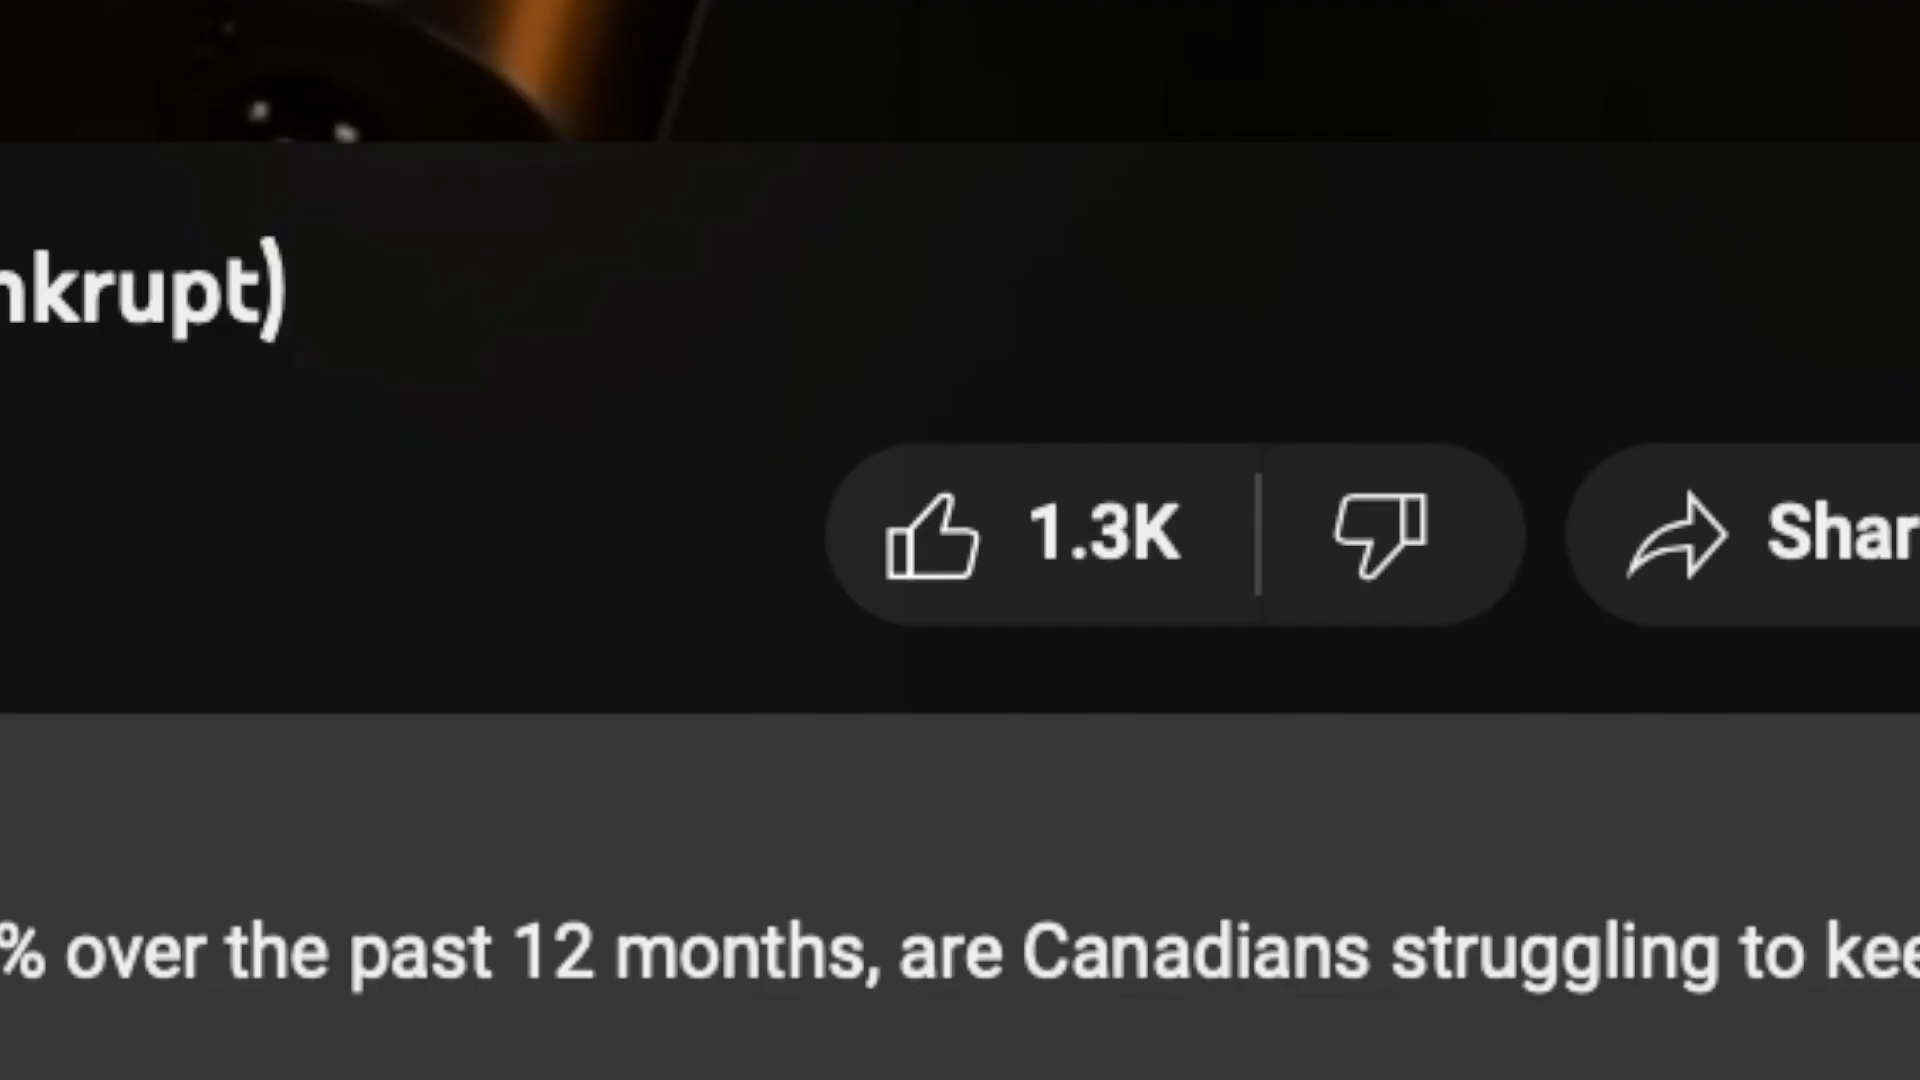 nkrupt)
1.3K
Shar
% over the past 12 months, are Canadians struggling to kee